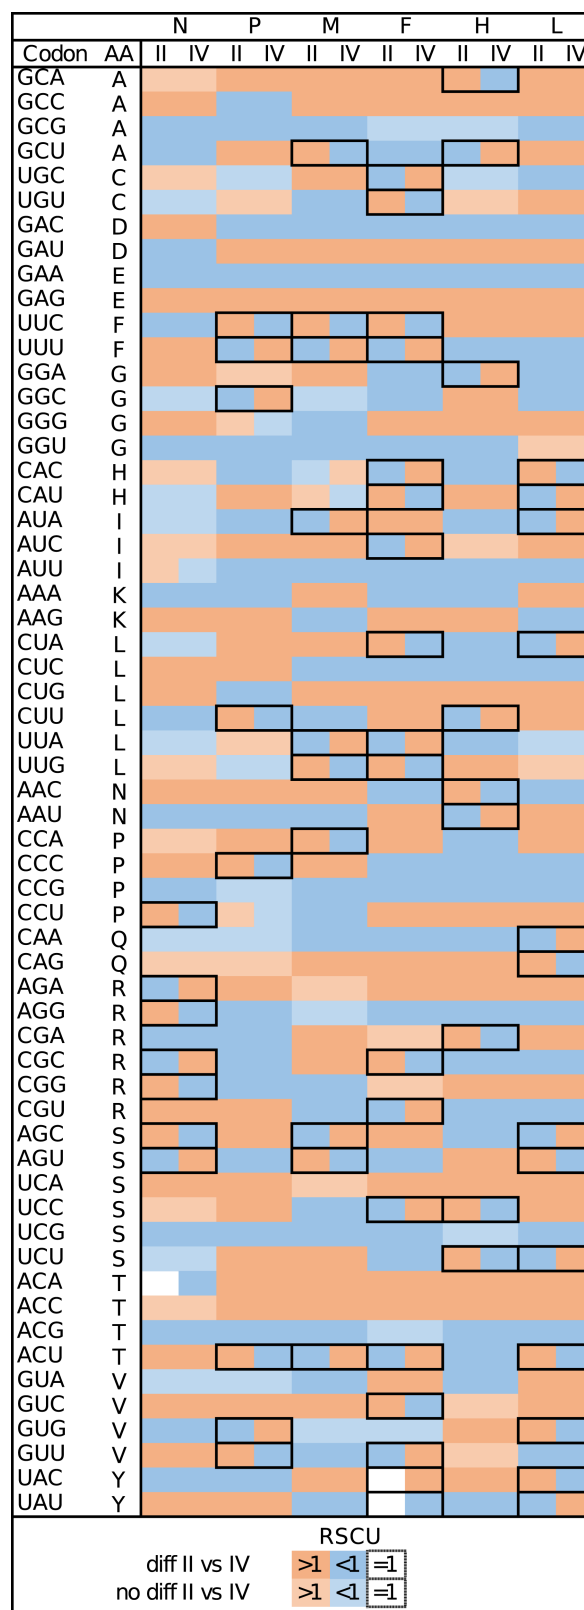 N P M F H L
Codon AA II IV II IV II IV II IV II IV II IV
GCA A
GCC A
GCG A
GCU A
UGC C
UGU C
GAC D
GAU D
GAA E
GAG E
UUC F
UUU F
GGA G
GGC G
GGG G
GGU G
CAC H
CAU H
AUA I
AUC I
AUU I
AAA K
AAG K
CUA L
CUC L
CUG L
CUU L
UUA L
UUG L
AAC N
AAU N
CCA P
CCC P
CCG P
CCU P
CAA Q
CAG Q
AGA R
AGG R
CGA R
CGC R
CGG R
CGU R
AGC S
AGU S
UCA S
UCC S
UCG S
UCU S
ACA T
ACC T
ACG T
ACU T
GUA V
GUC V
GUG V
GUU V
UAC Y
UAU Y
RSCU
diff II vs IV >1 <1 =1
no diff II vs IV >1 <1 =1